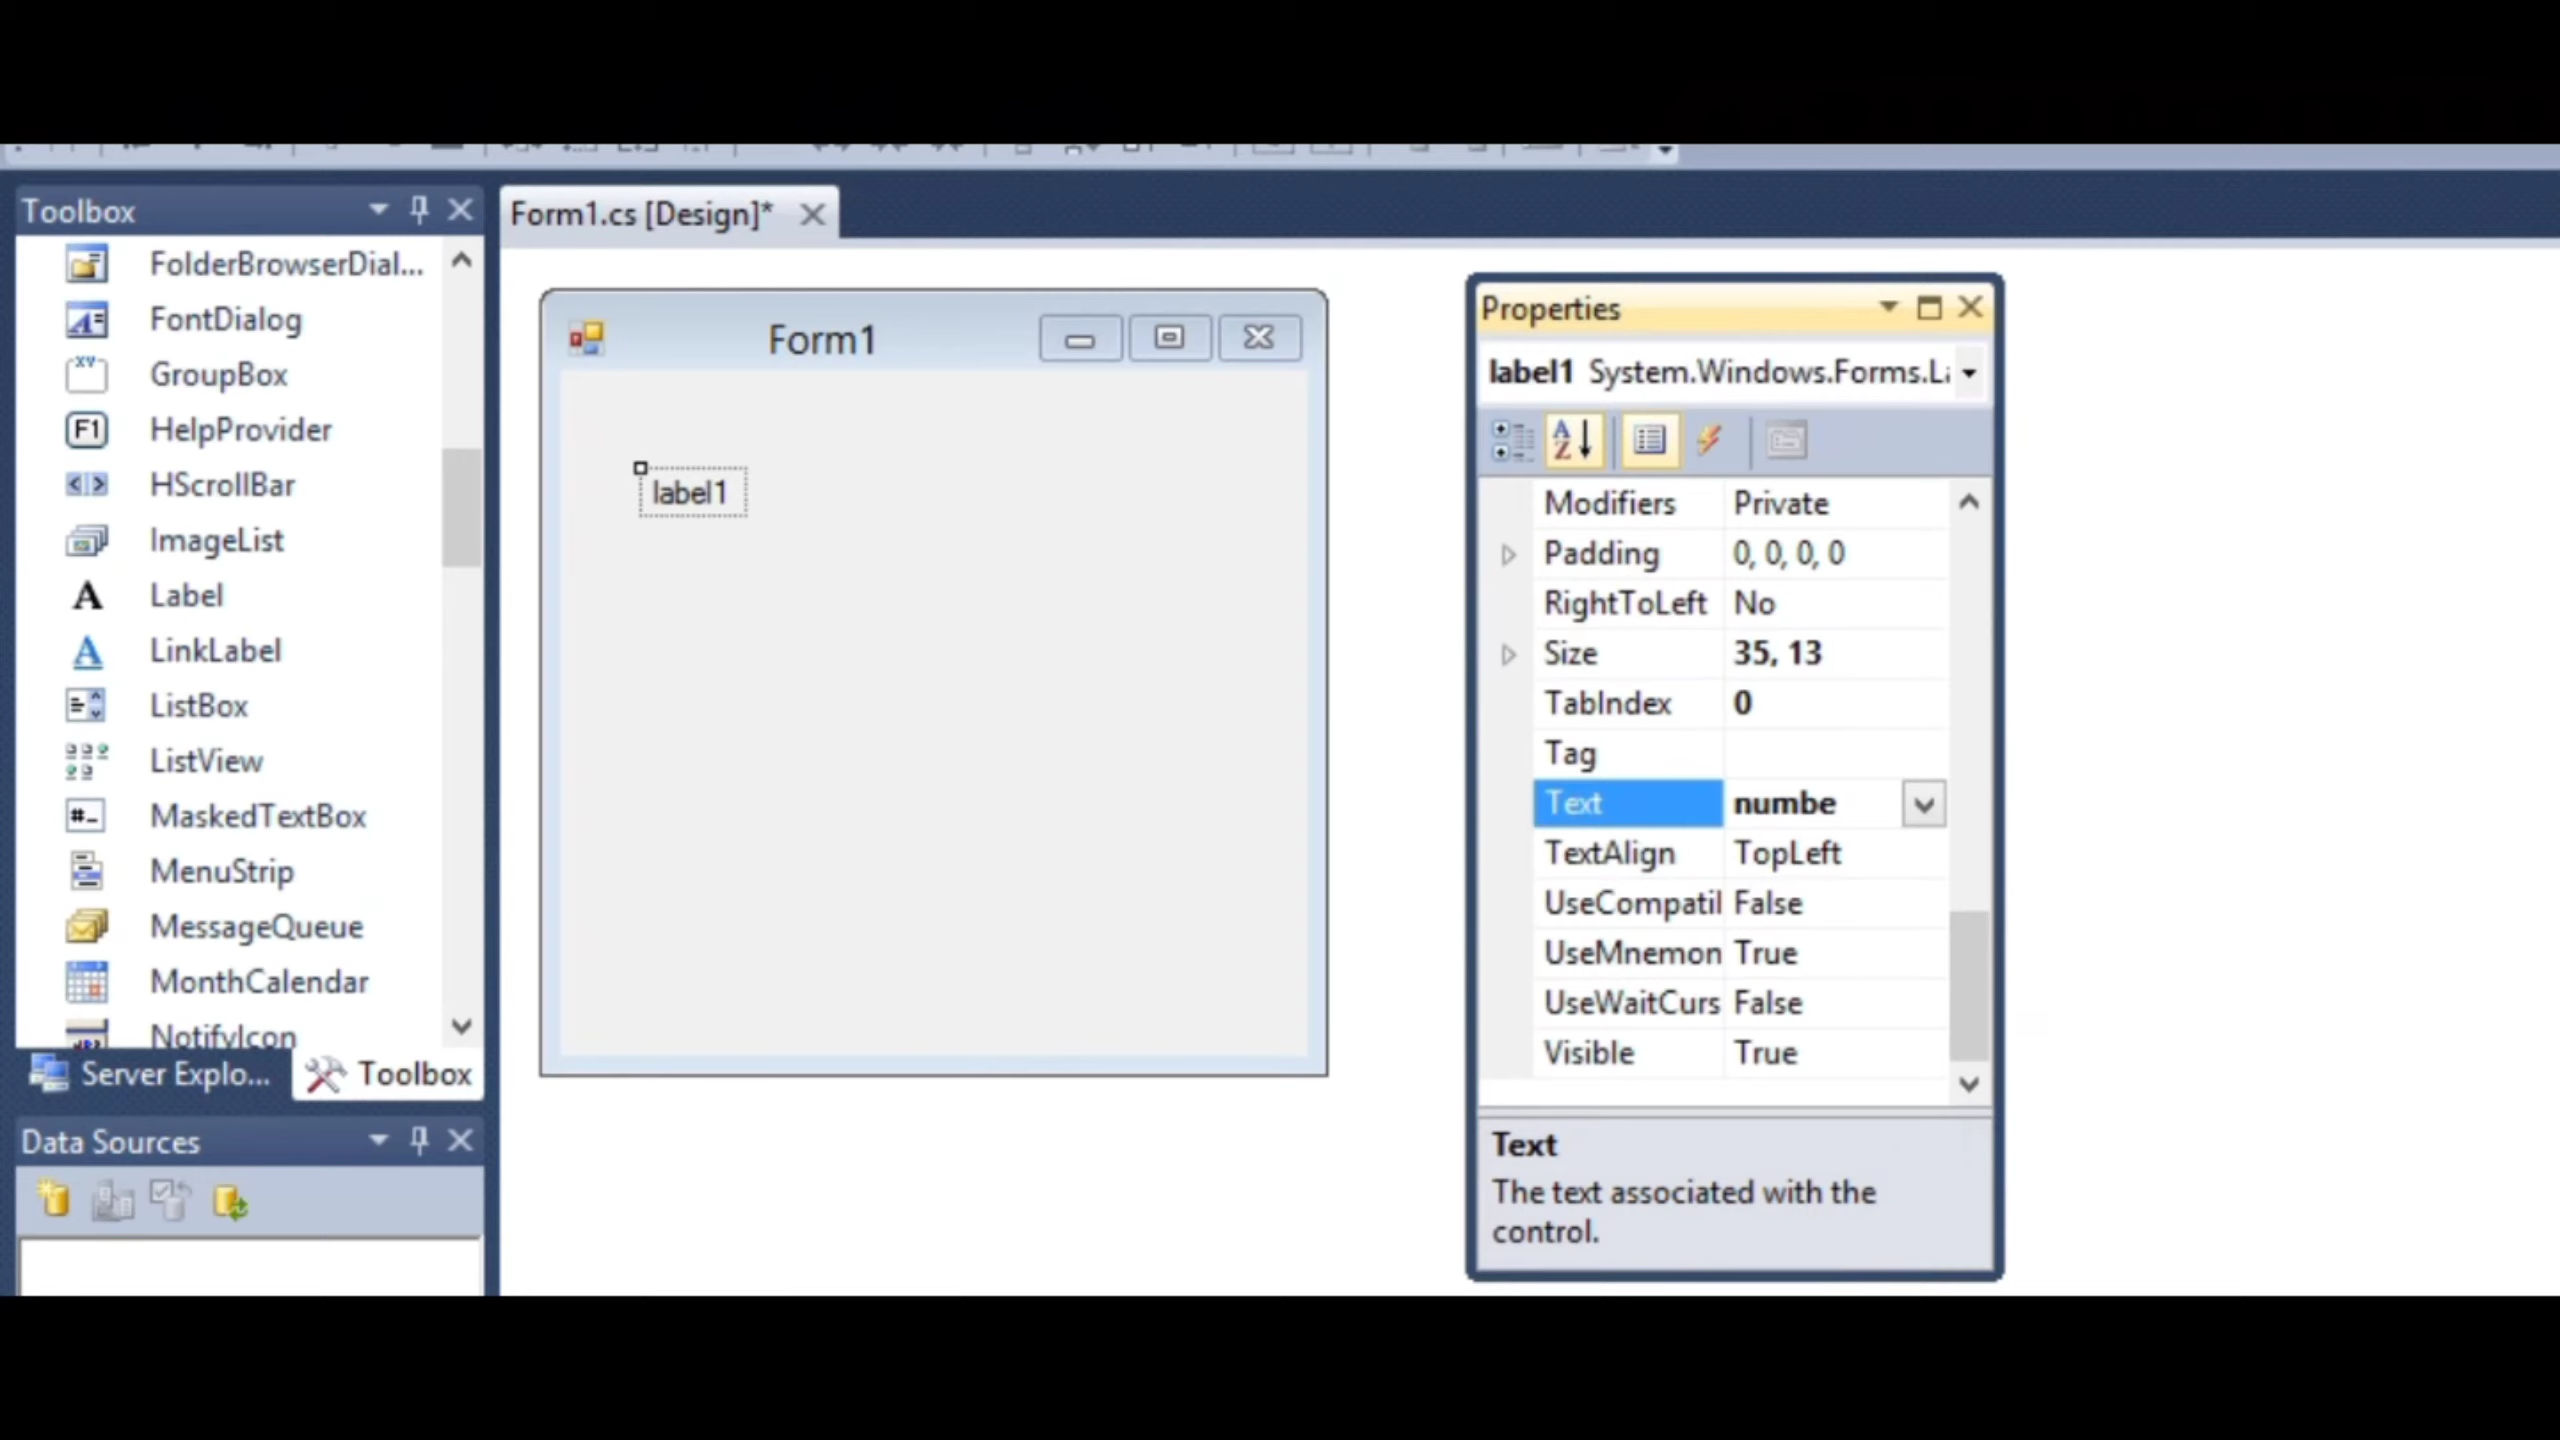 Toolbox
FolderBrowserDial...
FontDialog
GroupBox
HelpProvider
HScrollBar
ImageList
Label
LinkLabel
ListBox
ListView
MaskedTextBox
MenuStrip
MessageQueue
MonthCalendar
NotifyIcon
Server Explo...
Toolbox
Data Sources
Form1.cs [Design]*
Form1
label1
Properties
label1 System.Windows.Forms.La
Modifiers Private
Padding 0, 0, 0, 0
RightToLeft No
Size 35, 13
TabIndex 0
Tag
Text numbe
TextAlign TopLeft
UseCompatil False
UseMnemon True
UseWaitCurs False
Visible True
Text
The text associated with the
control.